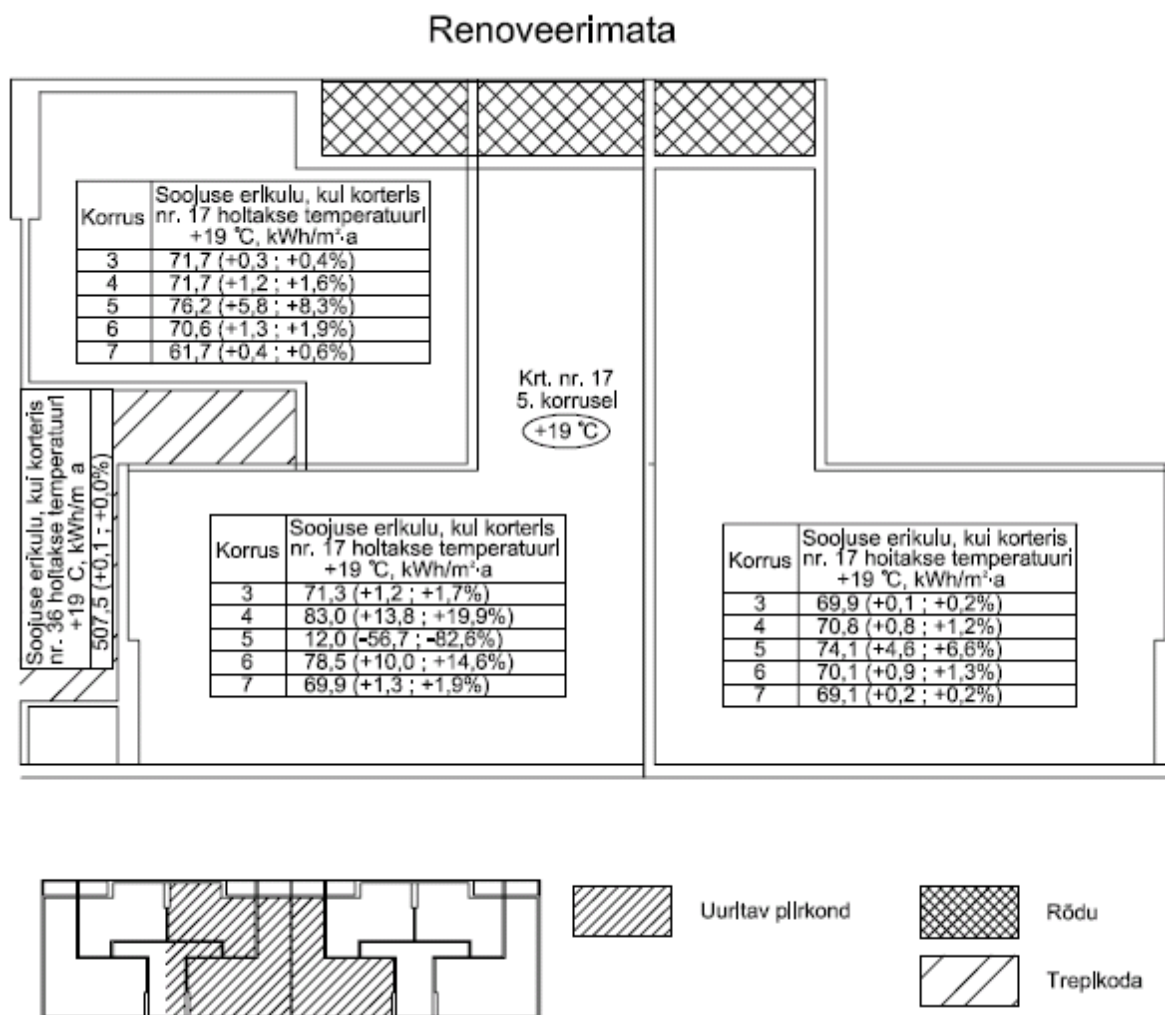 Renoveerimata
Korrus
Soojuse erikulu, kui korteris
nr. 17 hoitakse temperatuuri
+19 °C, kWh/m²·a
3 71,7 (+0,3 ; +0,4%)
4 71,7 (+1,2 ; +1,6%)
5 76,2 (+5,8 ; +8,3%)
6 70,6 (+1,3 ; +1,9%)
7 61,7 (+0,4 ; +0,6%)
Krt. nr. 17
5. korrusel
+19 °C
Soojuse erikulu, kui korteris
nr. 36 hoitakse temperatuuri
+19 C, kWh/m a
507,5 (+0,1 ; +0,0%)
Korrus
Soojuse erikulu, kui korteris
nr. 17 hoitakse temperatuuri
+19 °C, kWh/m²·a
3 71,3 (+1,2 ; +1,7%)
4 83,0 (+13,8 ; +19,9%)
5 12,0 (-56,7 ; -82,6%)
6 78,5 (+10,0 ; +14,6%)
7 69,9 (+1,3 ; +1,9%)
Korrus
Soojuse erikulu, kui korteris
nr. 17 hoitakse temperatuuri
+19 °C, kWh/m²·a
3 69,9 (+0,1 ; +0,2%)
4 70,8 (+0,8 ; +1,2%)
5 74,1 (+4,6 ; +6,6%)
6 70,1 (+0,9 ; +1,3%)
7 69,1 (+0,2 ; +0,2%)
Uuritav piirkond
Rõdu
Trepikoda